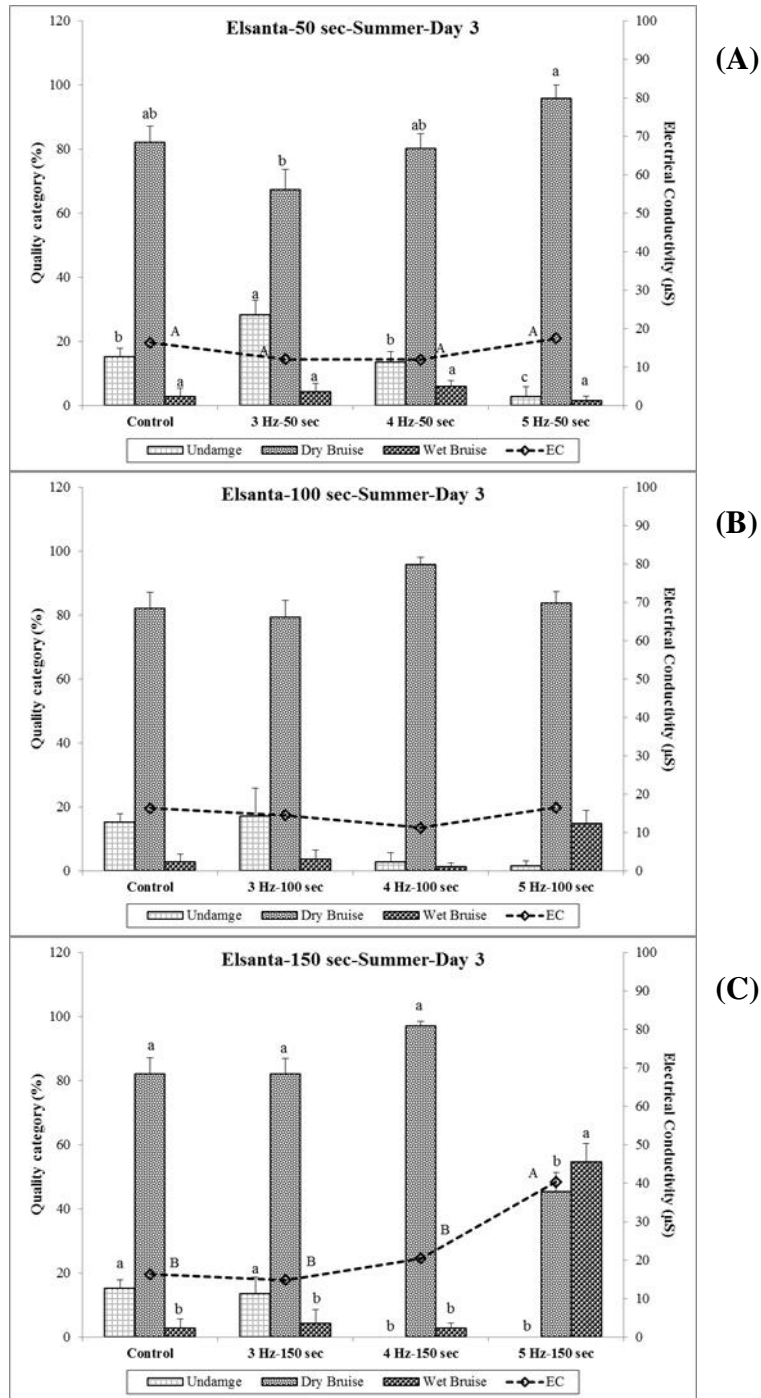 Elsanta-50 sec-Summer-Day 3
(A)
Quality category (%)
Electrical Conductivity (µS)
120
100
80
60
40
20
0
100
90
80
70
60
50
40
30
20
10
0
b ab a A
a b a A
b ab a A
c a a A
Control 3 Hz-50 sec 4 Hz-50 sec 5 Hz-50 sec
Undamge Dry Bruise Wet Bruise EC
Elsanta-100 sec-Summer-Day 3
(B)
Quality category (%)
Electrical Conductivity (µS)
120
100
80
60
40
20
0
100
90
80
70
60
50
40
30
20
10
0
Control 3 Hz-100 sec 4 Hz-100 sec 5 Hz-100 sec
Undamge Dry Bruise Wet Bruise EC
Elsanta-150 sec-Summer-Day 3
(C)
Quality category (%)
Electrical Conductivity (µS)
120
100
80
60
40
20
0
100
90
80
70
60
50
40
30
20
10
0
a a b B
a a b B
b a b B
b b a A
Control 3 Hz-150 sec 4 Hz-150 sec 5 Hz-150 sec
Undamge Dry Bruise Wet Bruise EC